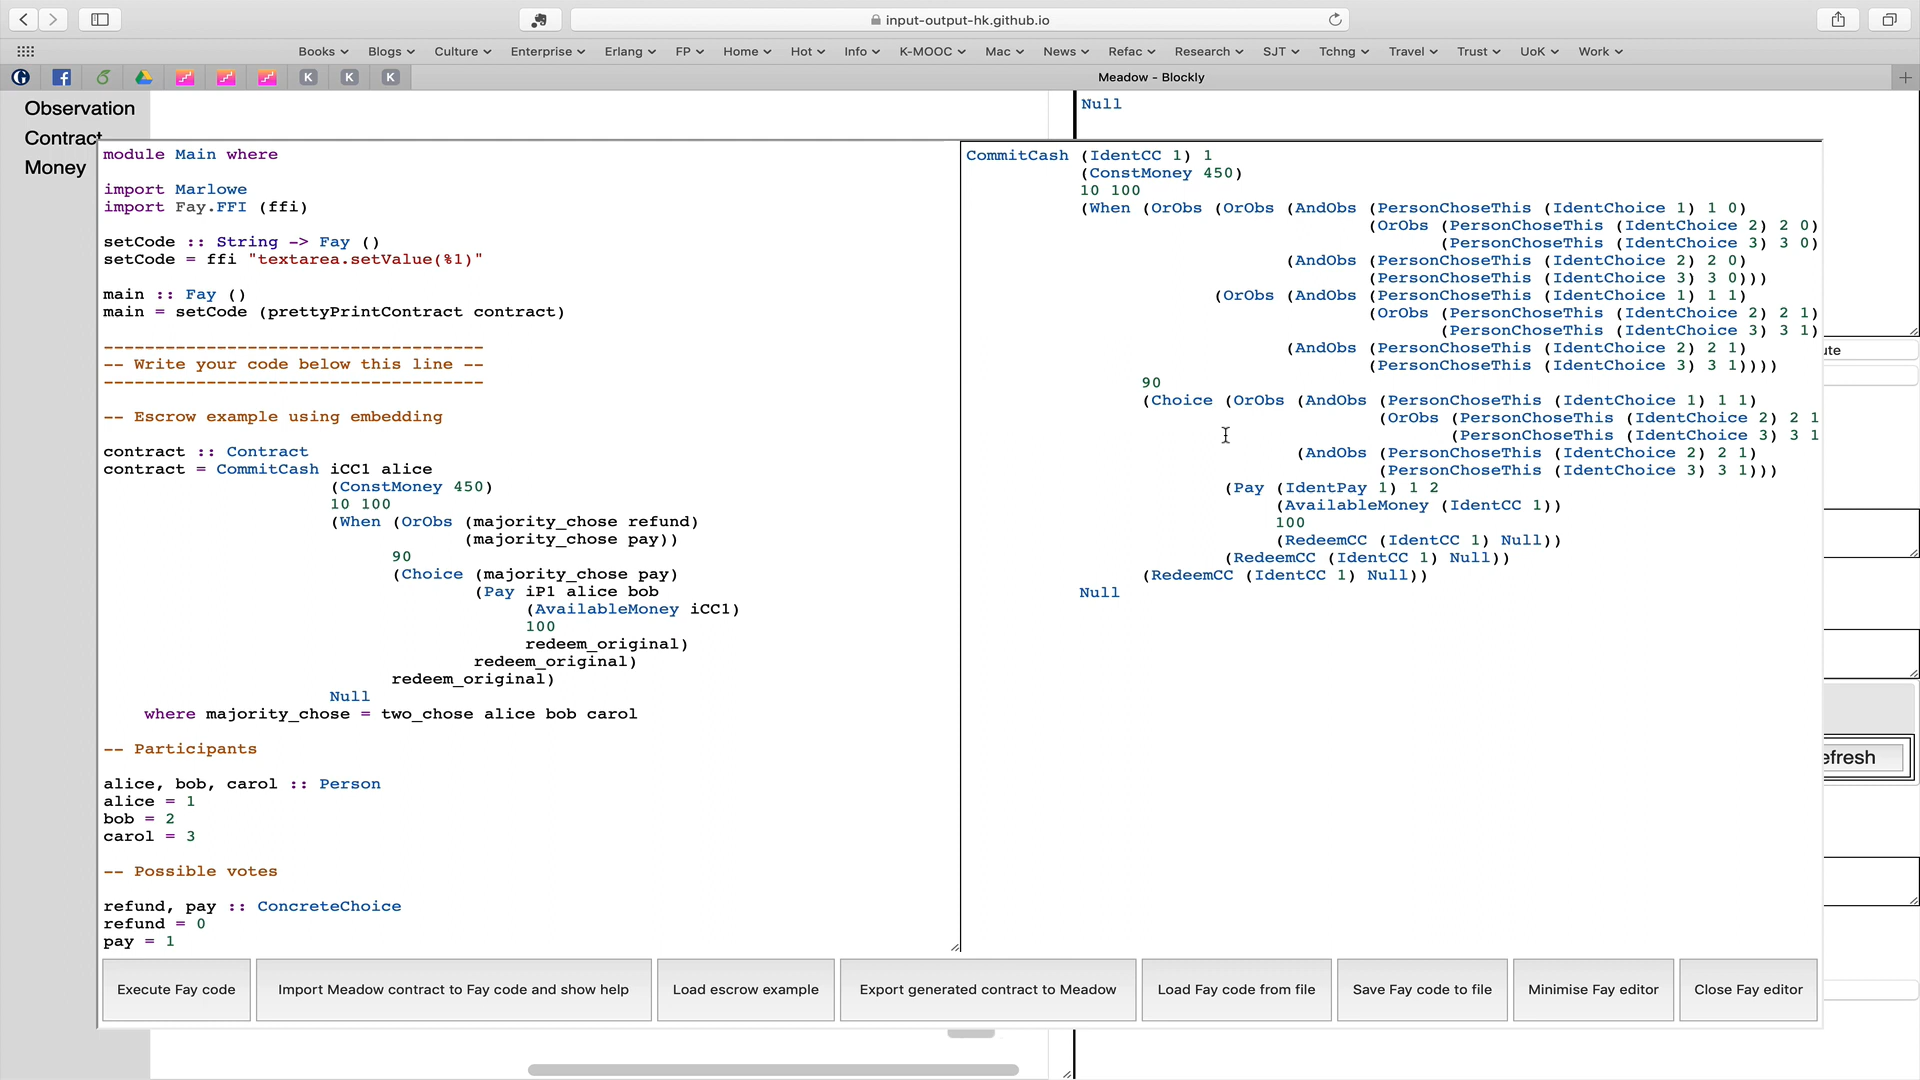 input-output-hk.github.io
Books Blogs Culture Enterprise Erlang FP Home Hot Info K-MOOC Mac News Refac Research SJT Tchng Travel Trust UoK Work
K K K Meadow - Blockly
Observation
Contract
Money
Null
module Main where
import Marlowe
import Fay.FFI (ffi)
setCode :: String -> Fay ()
setCode = ffi "textarea.setValue(%1)"
main :: Fay ()
main = setCode (prettyPrintContract contract)
-------------------------------------
-- Write your code below this line --
-------------------------------------
-- Escrow example using embedding
contract :: Contract
contract = CommitCash iCC1 alice
(ConstMoney 450)
10 100
(When (OrObs (majority_chose refund)
(majority_chose pay))
90
(Choice (majority_chose pay)
(Pay iP1 alice bob
(AvailableMoney iCC1)
100
redeem_original)
redeem_original)
redeem_original)
Null
where majority_chose = two_chose alice bob carol
-- Participants
alice, bob, carol :: Person
alice = 1
bob = 2
carol = 3
-- Possible votes
refund, pay :: ConcreteChoice
refund = 0
pay = 1
CommitCash (IdentCC 1) 1
(ConstMoney 450)
10 100
(When (OrObs (OrObs (AndObs (PersonChoseThis (IdentChoice 1) 1 0)
(OrObs (PersonChoseThis (IdentChoice 2) 2 0)
(PersonChoseThis (IdentChoice 3) 3 0)
(AndObs (PersonChoseThis (IdentChoice 2) 2 0)
(PersonChoseThis (IdentChoice 3) 3 0)))
(OrObs (AndObs (PersonChoseThis (IdentChoice 1) 1 1)
(OrObs (PersonChoseThis (IdentChoice 2) 2 1)
(PersonChoseThis (IdentChoice 3) 3 1)
(AndObs (PersonChoseThis (IdentChoice 2) 2 1)
(PersonChoseThis (IdentChoice 3) 3 1))))
90
(Choice (OrObs (AndObs (PersonChoseThis (IdentChoice 1) 1 1)
(OrObs (PersonChoseThis (IdentChoice 2) 2 1
(PersonChoseThis (IdentChoice 3) 3 1
(AndObs (PersonChoseThis (IdentChoice 2) 2 1)
(PersonChoseThis (IdentChoice 3) 3 1)))
(Pay (IdentPay 1) 1 2
(AvailableMoney (IdentCC 1))
100
(RedeemCC (IdentCC 1) Null))
(RedeemCC (IdentCC 1) Null))
(RedeemCC (IdentCC 1) Null))
Null
ute
efresh
Execute Fay code
Import Meadow contract to Fay code and show help
Load escrow example
Export generated contract to Meadow
Load Fay code from file
Save Fay code to file
Minimise Fay editor
Close Fay editor